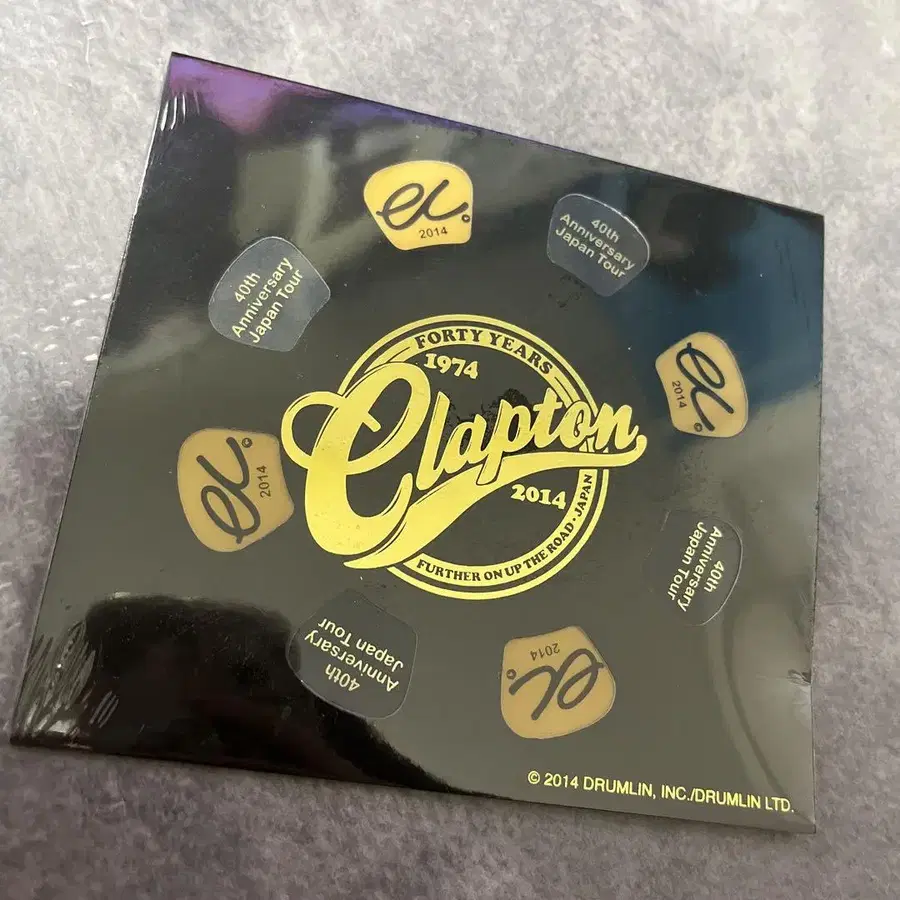 ec.
2014
40th
Anniversary
Japan Tour
40th
Anniversary
Japan Tour
FORTY YEARS
1974
Clapton
2014
FURTHER ON UP THE ROAD・JAPAN
ec.
2014
ec.
2014
40th
Anniversary
Japan Tour
40th
Anniversary
Japan Tour
ec.
2014
© 2014 DRUMLIN, INC./DRUMLIN LTD.